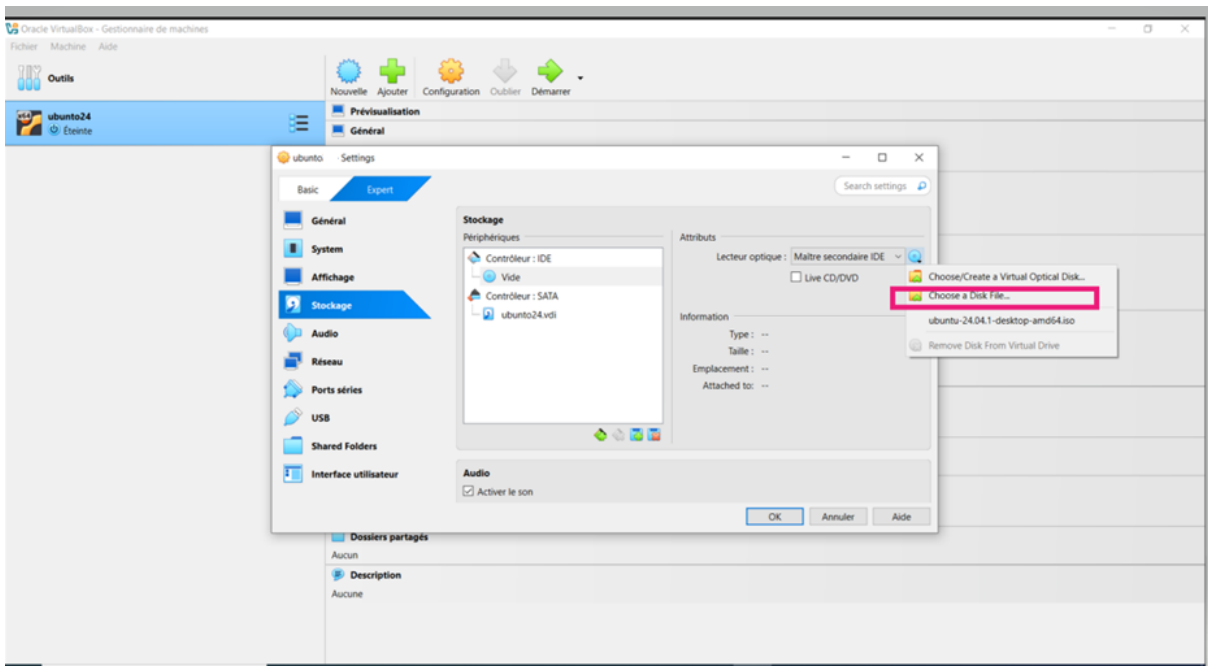 Oracle VirtualBox - Gestionnaire de machines
Fichier Machine Aide
Outils
Nouvelle Ajouter Configuration Oublier Démarrer
x64 ubunto24
Éteinte
Prévisualisation
Général
ubunto - Settings
Basic Expert Search settings
Général
System
Affichage
Stockage
Audio
Réseau
Ports séries
USB
Shared Folders
Interface utilisateur
Stockage
Périphériques
Contrôleur : IDE
Vide
Contrôleur : SATA
ubunto24.vdi
Attributs
Lecteur optique : Maître secondaire IDE
Live CD/DVD
Information
Type : --
Taille : --
Emplacement : --
Attached to: --
Choose/Create a Virtual Optical Disk...
Choose a Disk File...
ubuntu-24.04.1-desktop-amd64.iso
Remove Disk From Virtual Drive
Audio
Activer le son
OK Annuler Aide
Dossiers partagés
Aucun
Description
Aucune